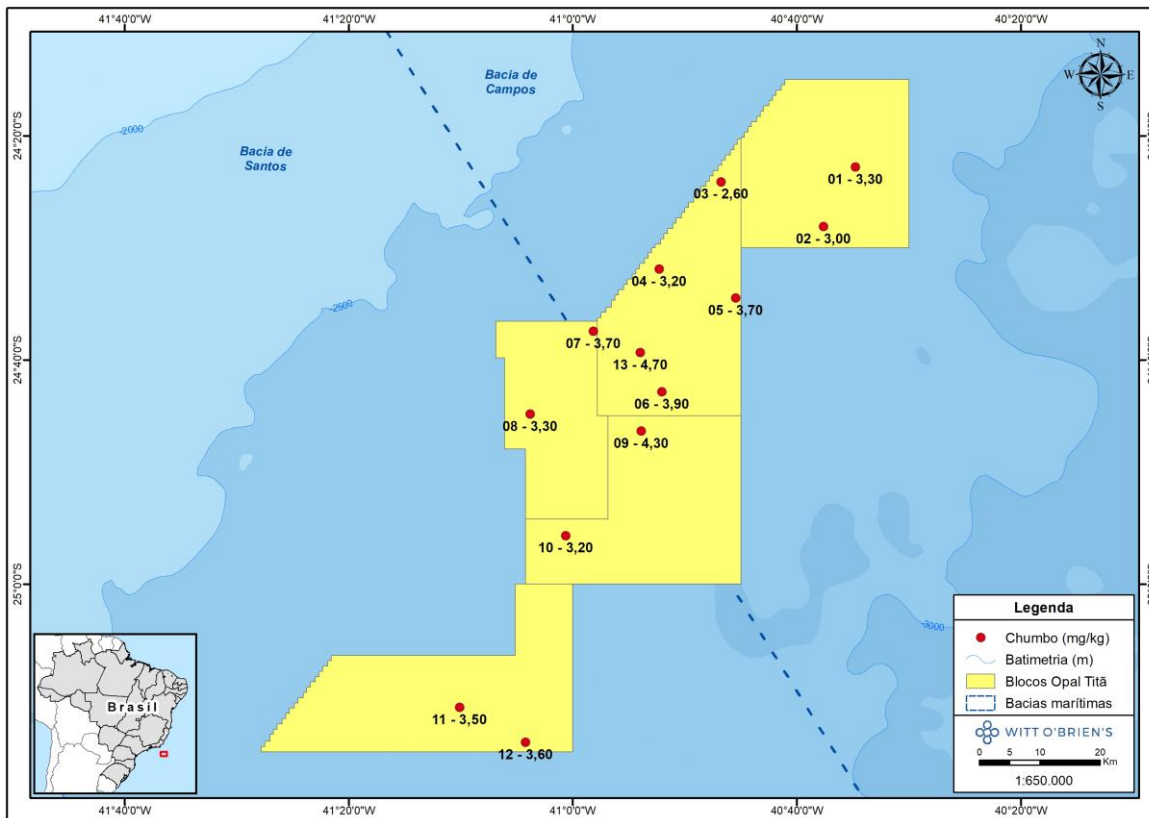 41°40'0"W 41°20'0"W 41°0'0"W 40°40'0"W 40°20'0"W
N
W E
S
Bacia de
Campos
Bacia de
Santos
-2000
24°20'0"S
01 - 3,30
03 - 2,60
02 - 3,00
04 - 3,20
-2500
05 - 3,70
07 - 3,70
13 - 4,70
24°40'0"S
06 - 3,90
08 - 3,30
09 - 4,30
10 - 3,20
25°0'0"S
-3000
11 - 3,50
12 - 3,60
Brasil
Legenda
Chumbo (mg/kg)
Batimetria (m)
Blocos Opal Titã
Bacias marítimas
WITT O'BRIEN'S
0 5 10 20
Km
1:650.000
41°40'0"W 41°20'0"W 41°0'0"W 40°40'0"W 40°20'0"W